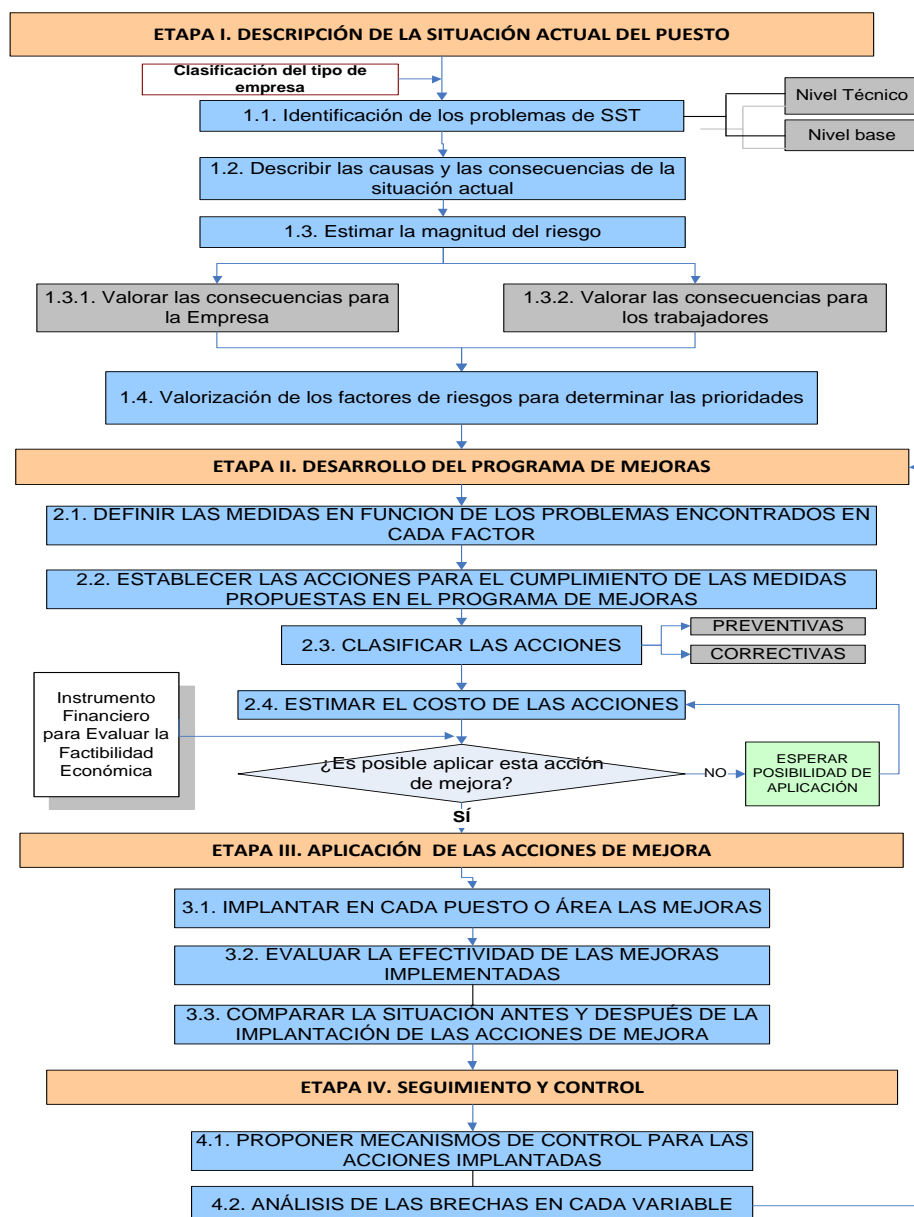 ETAPA I. DESCRIPCIÓN DE LA SITUACIÓN ACTUAL DEL PUESTO
Clasificación del tipo de
empresa
Nivel Técnico
1.1. Identificación de los problemas de SST
Nivel base
1.2. Describir las causas y las consecuencias de la
situación actual
1.3. Estimar la magnitud del riesgo
1.3.1. Valorar las consecuencias para
la Empresa
1.3.2. Valorar las consecuencias para
los trabajadores
1.4. Valorización de los factores de riesgos para determinar las prioridades
ETAPA II. DESARROLLO DEL PROGRAMA DE MEJORAS
2.1. DEFINIR LAS MEDIDAS EN FUNCION DE LOS PROBLEMAS ENCONTRADOS EN
CADA FACTOR
2.2. ESTABLECER LAS ACCIONES PARA EL CUMPLIMIENTO DE LAS MEDIDAS
PROPUESTAS EN EL PROGRAMA DE MEJORAS
2.3. CLASIFICAR LAS ACCIONES
PREVENTIVAS
CORRECTIVAS
2.4. ESTIMAR EL COSTO DE LAS ACCIONES
Instrumento
Financiero
para Evaluar la
Factibilidad
Económica
¿Es posible aplicar esta acción
de mejora?
NO
ESPERAR
POSIBILIDAD DE
APLICACIÓN
SÍ
ETAPA III. APLICACIÓN DE LAS ACCIONES DE MEJORA
3.1. IMPLANTAR EN CADA PUESTO O ÁREA LAS MEJORAS
3.2. EVALUAR LA EFECTIVIDAD DE LAS MEJORAS
IMPLEMENTADAS
3.3. COMPARAR LA SITUACIÓN ANTES Y DESPUÉS DE LA
IMPLANTACIÓN DE LAS ACCIONES DE MEJORA
ETAPA IV. SEGUIMIENTO Y CONTROL
4.1. PROPONER MECANISMOS DE CONTROL PARA LAS
ACCIONES IMPLANTADAS
4.2. ANÁLISIS DE LAS BRECHAS EN CADA VARIABLE